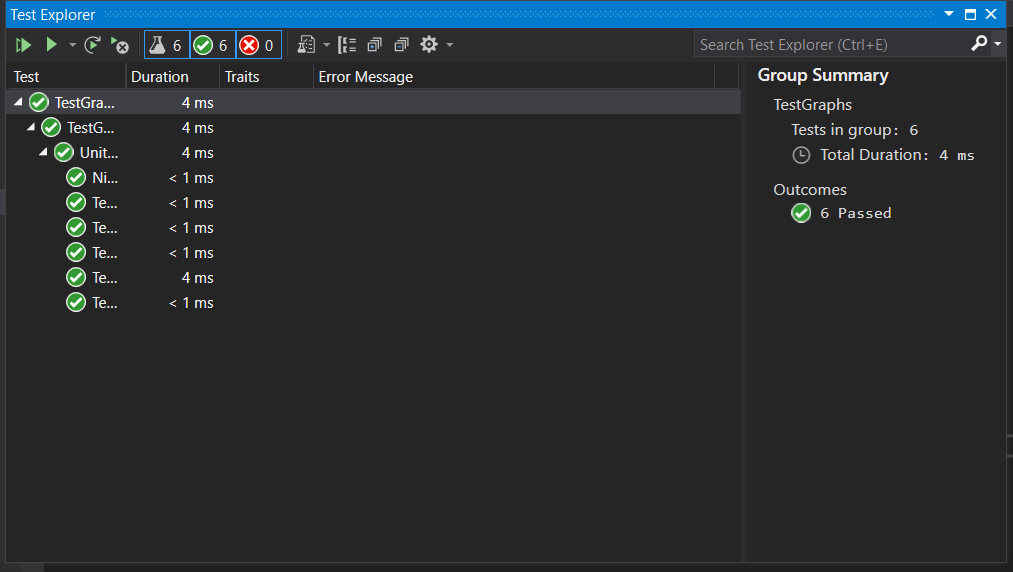 Test Explorer
6 6 0
Search Test Explorer (Ctrl+E)
Test Duration Traits Error Message
TestGra... 4 ms
TestG... 4 ms
Unit... 4 ms
Ni... < 1 ms
Te... < 1 ms
Te... < 1 ms
Te... < 1 ms
Te... 4 ms
Te... < 1 ms
Group Summary
TestGraphs
Tests in group: 6
Total Duration: 4 ms
Outcomes
6 Passed